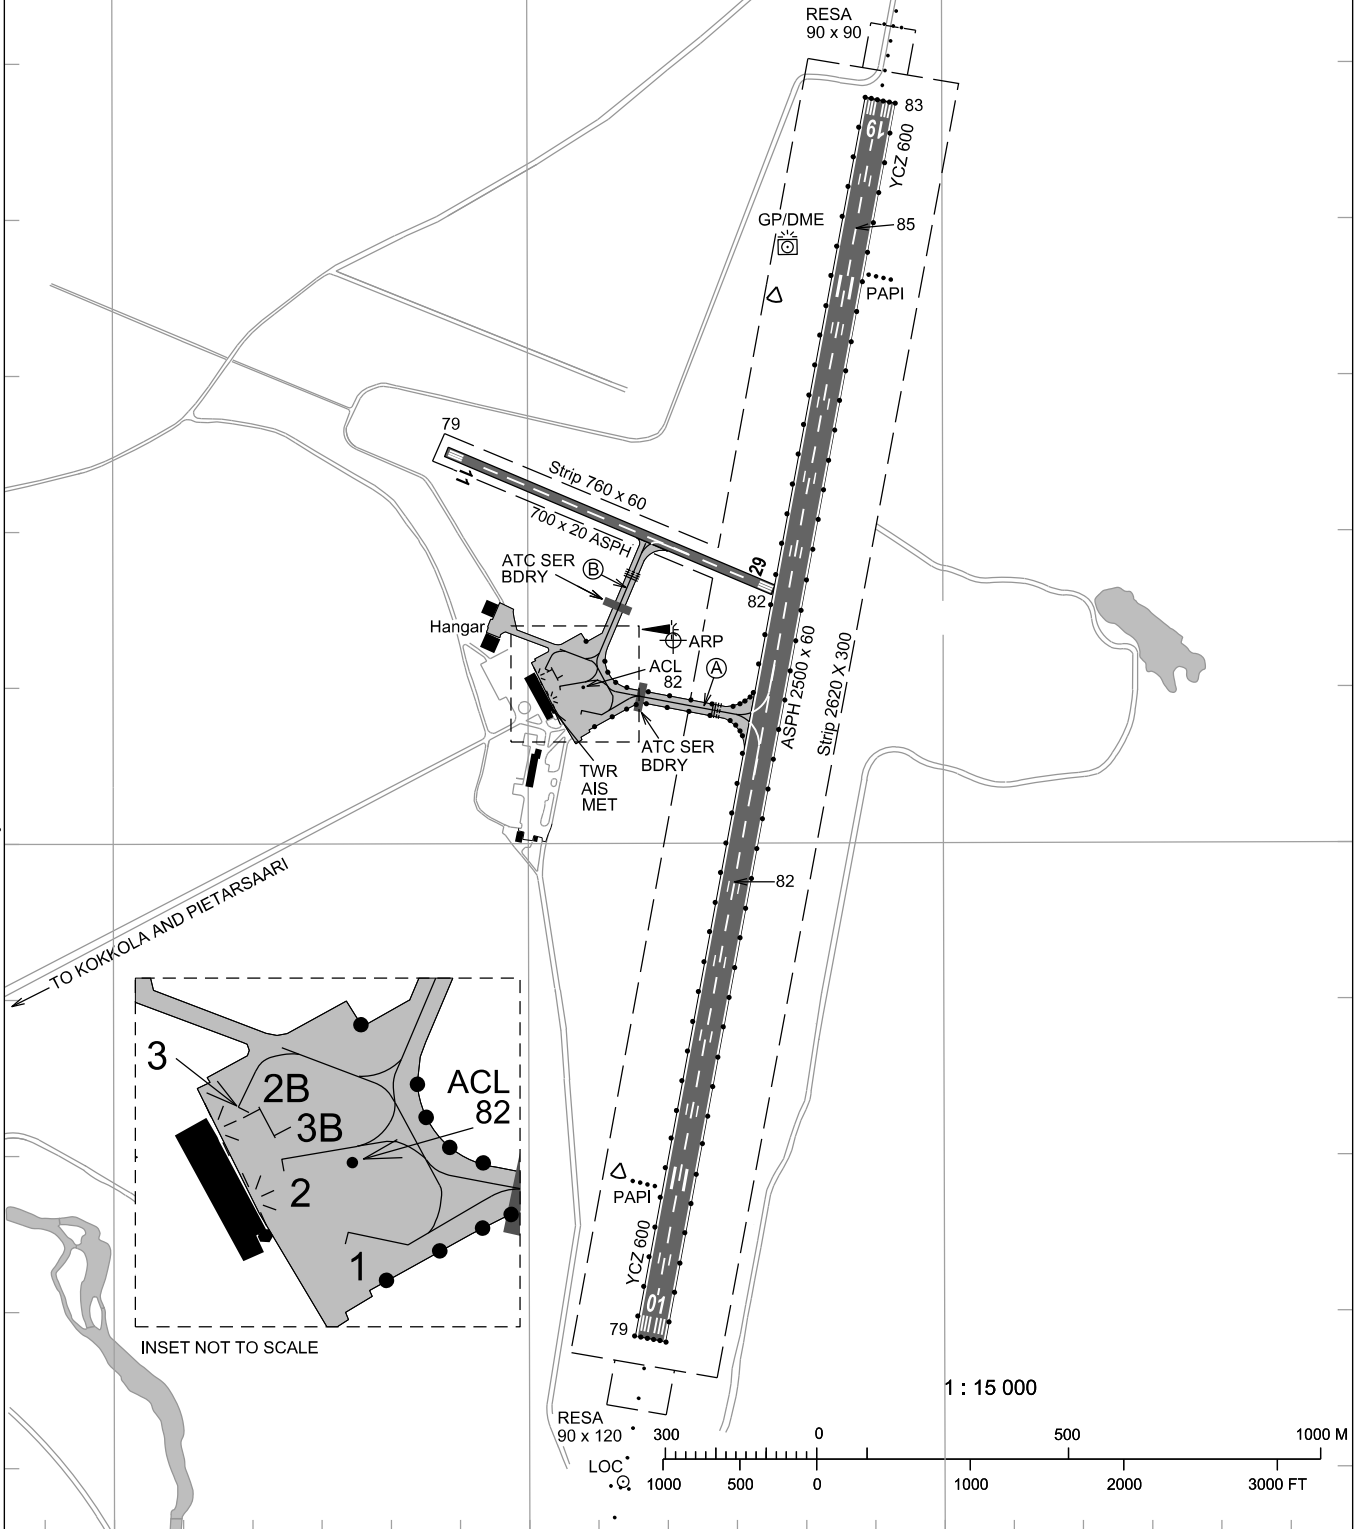 RESA
90 x 90
83
19
YCZ 600
GP/DME
85
PAPI
79
11
Strip 760 x 60
700 x 20 ASPH
ATC SER
BDRY
B
29
82
Hangar
ARP
ACL
82
A
ASPH 2500 x 60
Strip 2620 X 300
ATC SER
BDRY
TWR
AIS
MET
82
TO KOKKOLA AND PIETARSAARI
3
2B
3B
ACL
82
2
1
INSET NOT TO SCALE
PAPI
YCZ 600
01
79
1 : 15 000
RESA
90 x 120
LOC
300 0 500 1000 M
1000 500 0 1000 2000 3000 FT